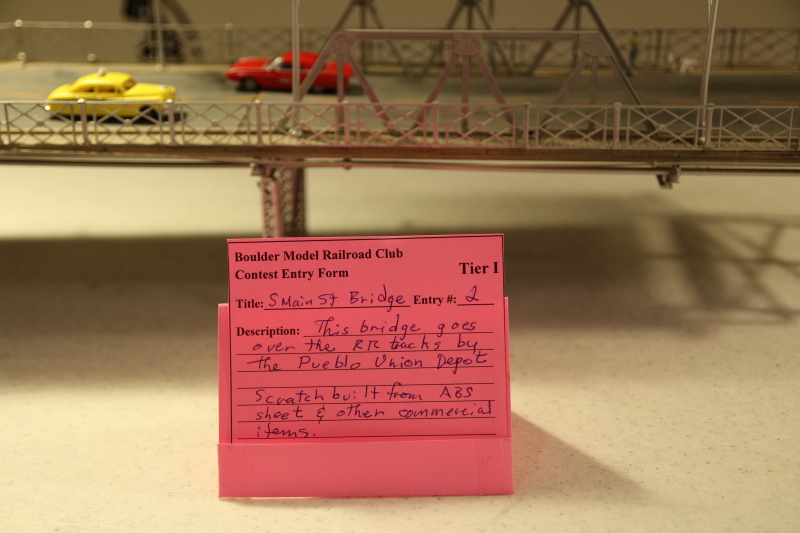 Boulder Model Railroad Club
Contest Entry Form
Tier I
Title: S Main St Bridge Entry #: 2
Description: This bridge goes
over the RR tracks by
the Pueblo Union Depot
Scratch built from ABS
sheet & other commercial
items.